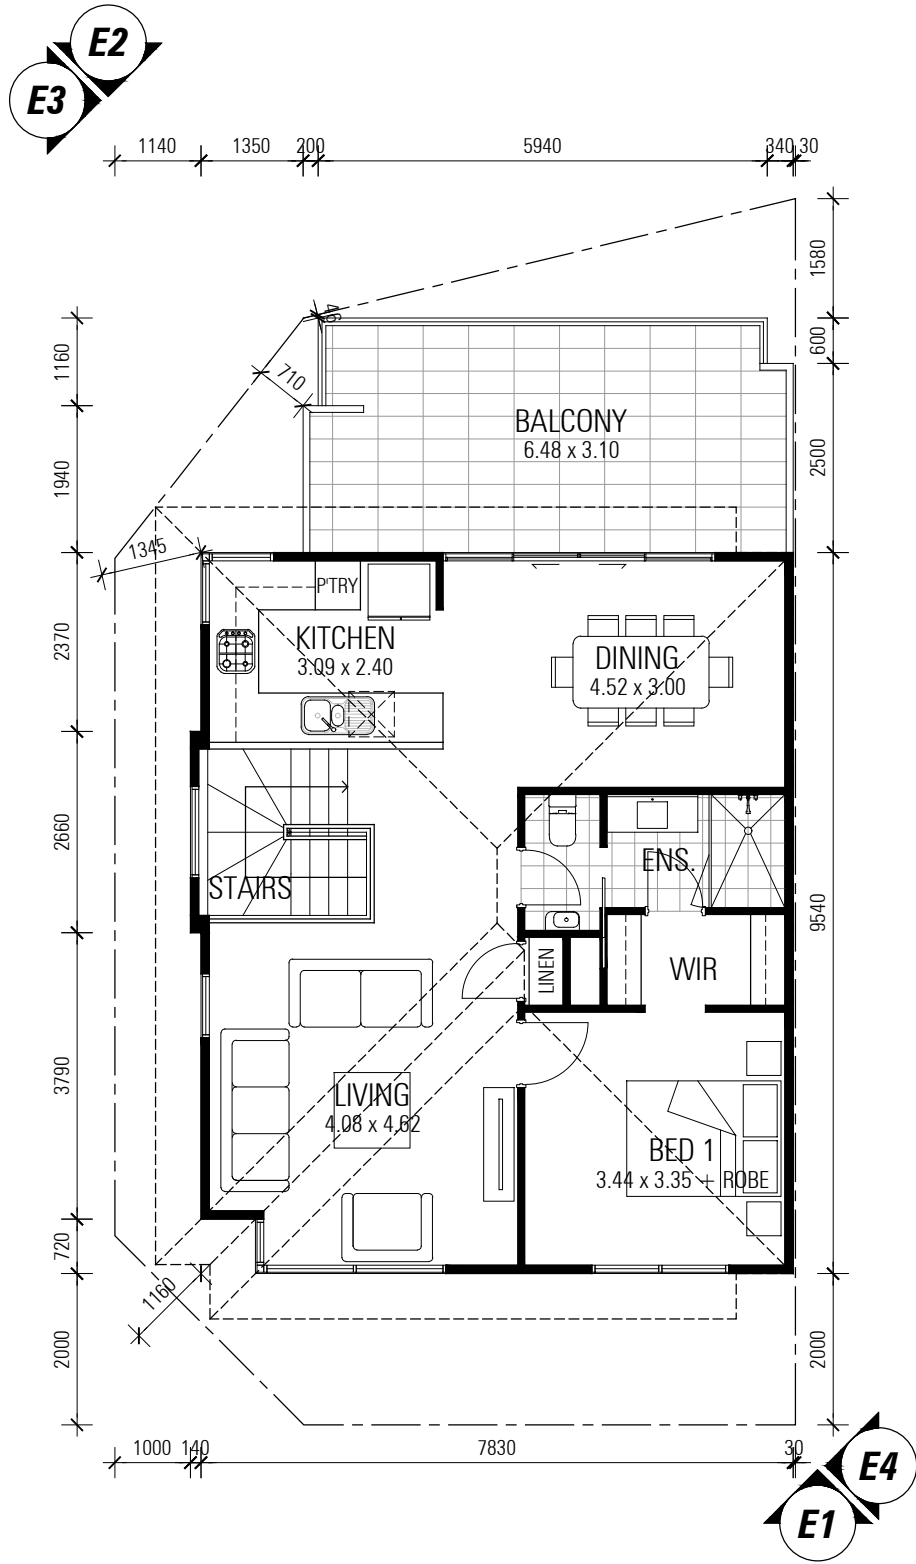 E2
E3
1140 1350 200 5940 340 30
1580
46
1160
600
710
BALCONY
6.48 x 3.10
1940
2500
1345
P'TRY
KITCHEN
3.09 x 2.40
2370
DINING
4.52 x 3.00
2660
ENS.
STAIRS
9540
LINEN
WIR
3790
LIVING
4.08 x 4.62
BED 1
3.44 x 3.35 + ROBE
720
1160
2000
2000
1000 140 7830 30
E4
E1